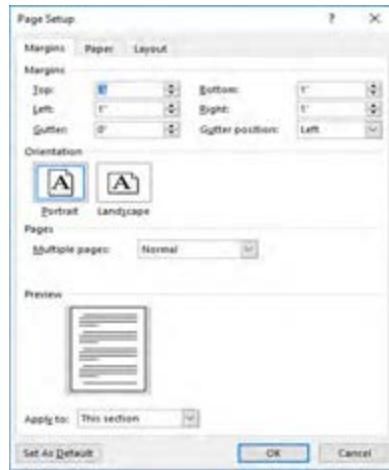 Page Setup ? ×
Margins Paper Layout
Margins
Top: 1" Bottom: 1"
Left: 1" Right: 1"
Gutter: 0" Gutter position: Left
Orientation
A A
Portrait Landscape
Pages
Multiple pages: Normal
Preview
Apply to: This section
Set As Default OK Cancel